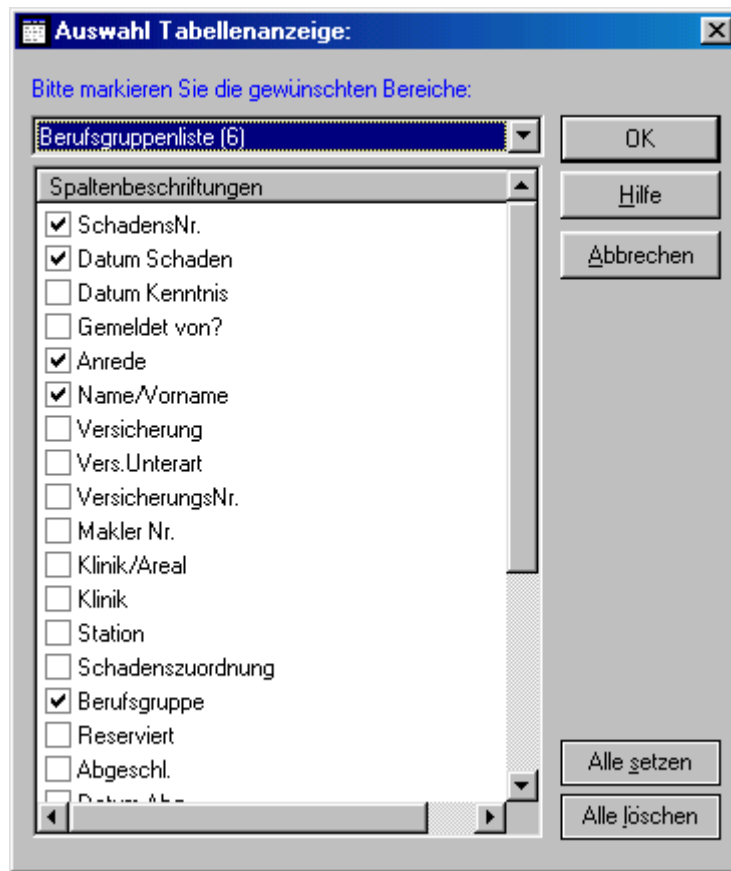 Auswahl Tabellenanzeige:
Bitte markieren Sie die gewünschten Bereiche:
Berufsgruppenliste (6)
OK
Hilfe
Abbrechen
Spaltenbeschriftungen
SchadensNr.
Datum Schaden
Datum Kenntnis
Gemeldet von?
Anrede
Name/Vorname
Versicherung
Vers.Unterart
VersicherungsNr.
Makler Nr.
Klinik/Areal
Klinik
Station
Schadenszuordnung
Berufsgruppe
Reserviert
Abgeschl.
Alle setzen
Alle löschen